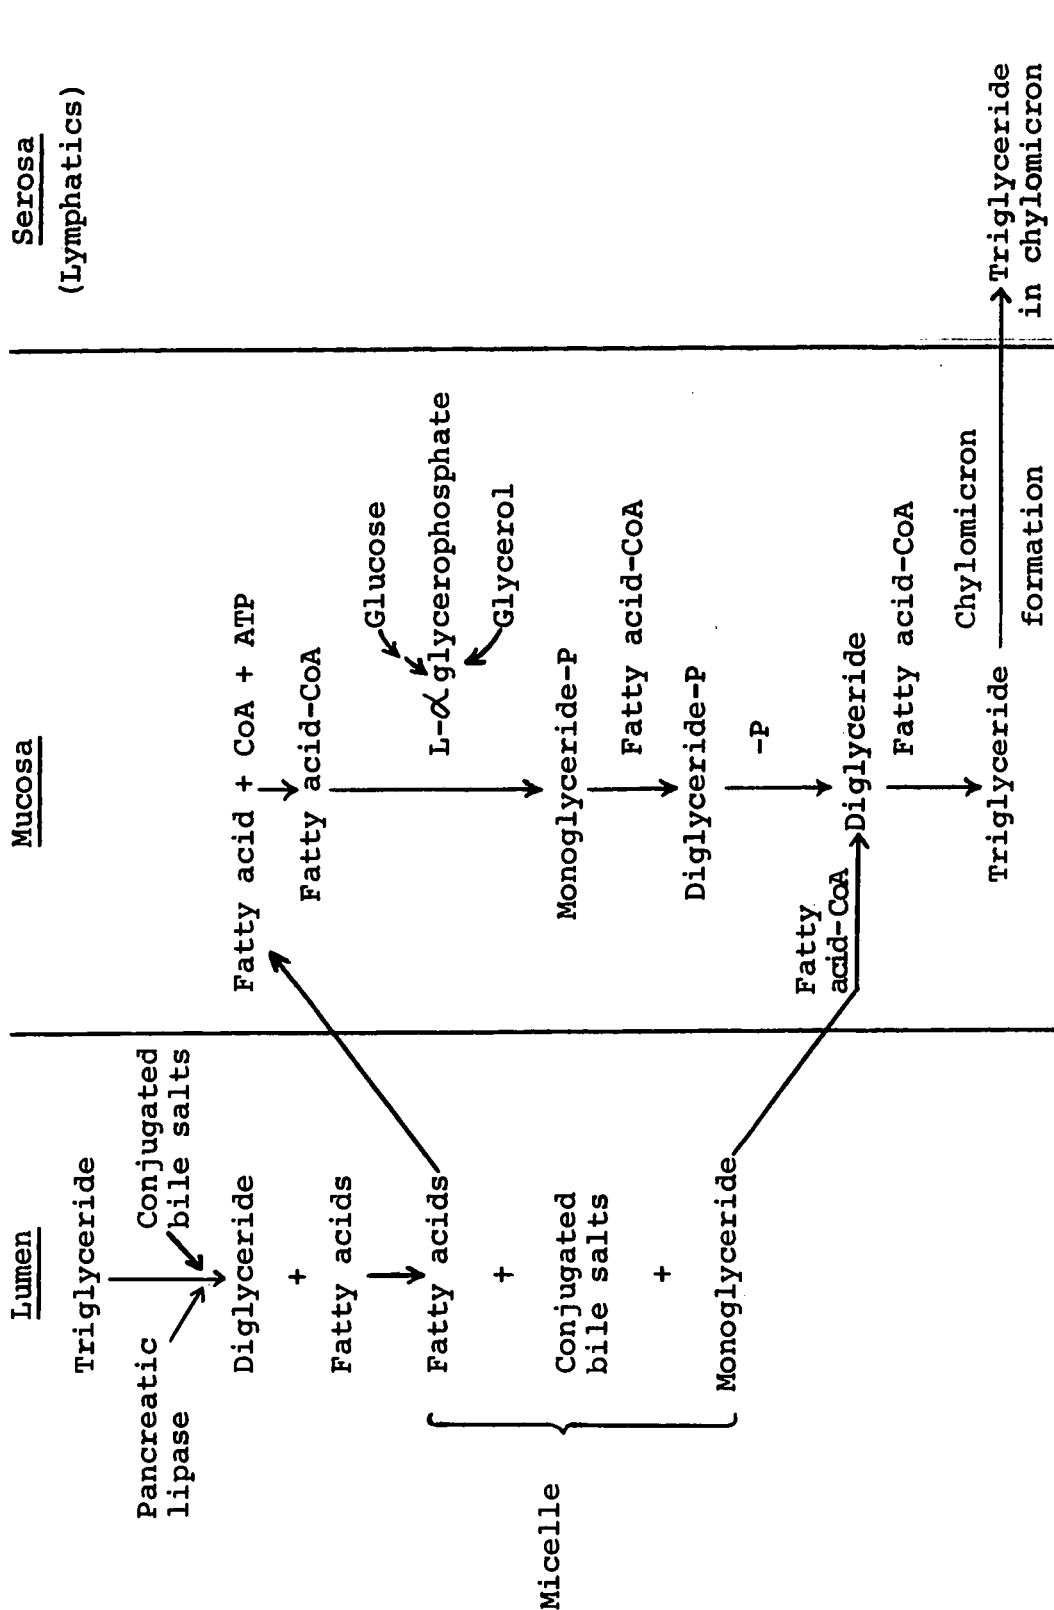 Lumen
Mucosa
Serosa
(Lymphatics)
Triglyceride
Pancreatic
lipase
Conjugated
bile salts
Diglyceride
+
Fatty acids
Fatty acids
+
Conjugated
bile salts
+
Monoglyceride
Micelle
Fatty acid + CoA + ATP
Fatty acid-CoA
Glucose
L-α glycerophosphate
Glycerol
Monoglyceride-P
Fatty acid-CoA
Diglyceride-P
-P
Fatty
acid-CoA
Diglyceride
Fatty acid-CoA
Triglyceride
Chylomicron
formation
Triglyceride
in chylomicron